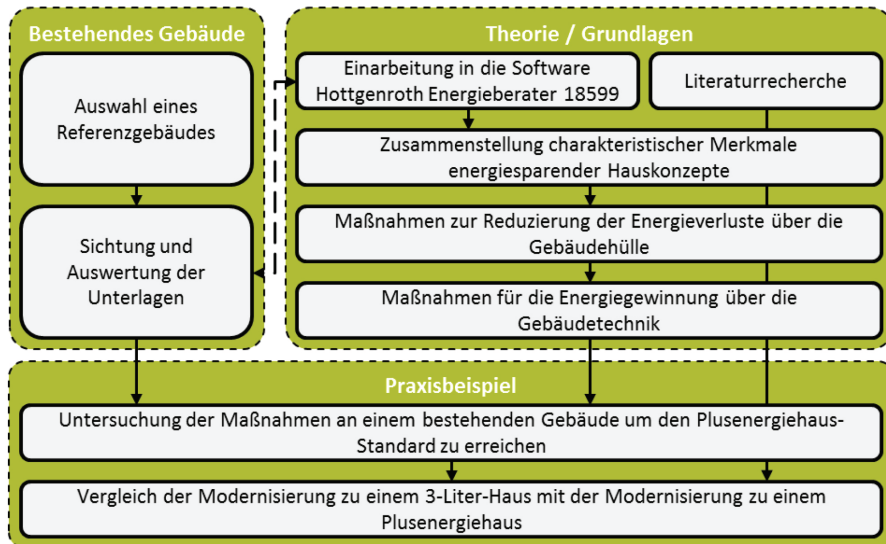 Bestehendes Gebäude
Auswahl eines
Referenzgebäudes
Sichtung und
Auswertung der
Unterlagen
Theorie / Grundlagen
Einarbeitung in die Software
Hottgenroth Energieberater 18599
Literaturrecherche
Zusammenstellung charakteristischer Merkmale
energiesparender Hauskonzepte
Maßnahmen zur Reduzierung der Energieverluste über die
Gebäudehülle
Maßnahmen für die Energiegewinnung über die
Gebäudetechnik
Praxisbeispiel
Untersuchung der Maßnahmen an einem bestehenden Gebäude um den Plusenergiehaus-
Standard zu erreichen
Vergleich der Modernisierung zu einem 3-Liter-Haus mit der Modernisierung zu einem
Plusenergiehaus